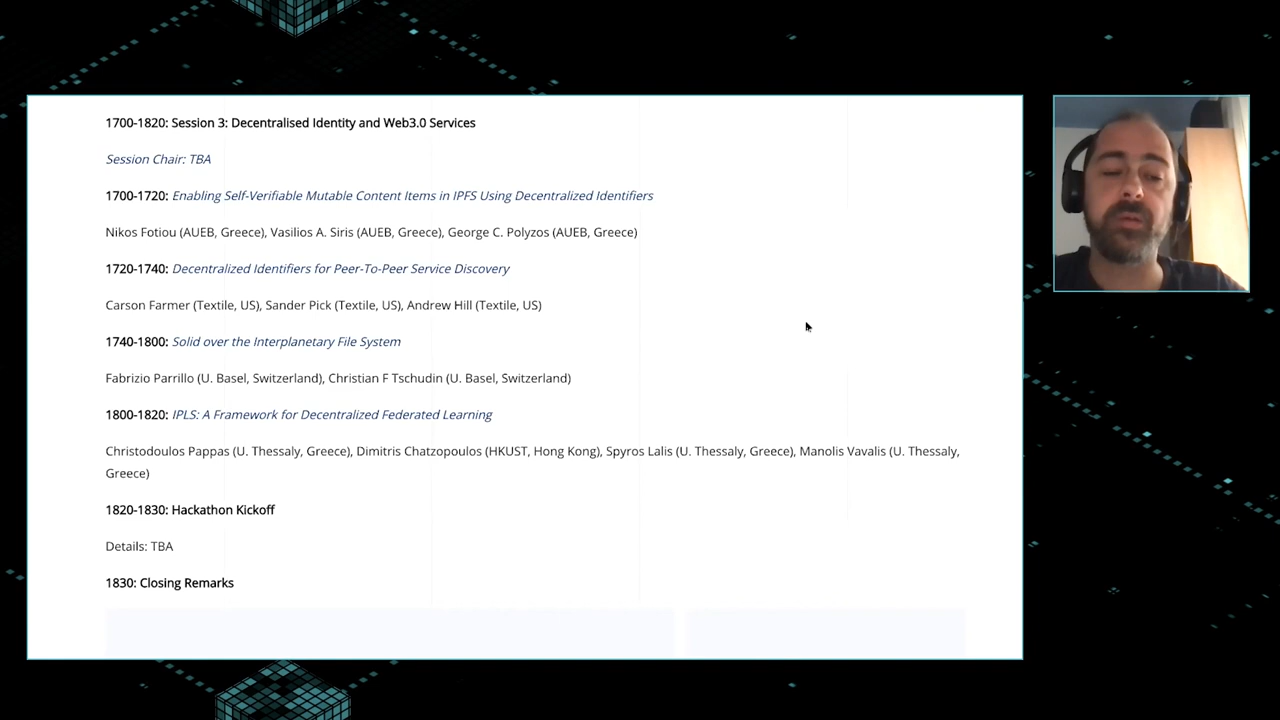 1700-1820: Session 3: Decentralised Identity and Web3.0 Services
Session Chair: TBA
1700-1720: Enabling Self-Verifiable Mutable Content Items in IPFS Using Decentralized Identifiers
Nikos Fotiou (AUEB, Greece), Vasilios A. Siris (AUEB, Greece), George C. Polyzos (AUEB, Greece)
1720-1740: Decentralized Identifiers for Peer-To-Peer Service Discovery
Carson Farmer (Textile, US), Sander Pick (Textile, US), Andrew Hill (Textile, US)
1740-1800: Solid over the Interplanetary File System
Fabrizio Parrillo (U. Basel, Switzerland), Christian F Tschudin (U. Basel, Switzerland)
1800-1820: IPLS: A Framework for Decentralized Federated Learning
Christodoulos Pappas (U. Thessaly, Greece), Dimitris Chatzopoulos (HKUST, Hong Kong), Spyros Lalis (U. Thessaly, Greece), Manolis Vavalis (U. Thessaly,
Greece)
1820-1830: Hackathon Kickoff
Details: TBA
1830: Closing Remarks